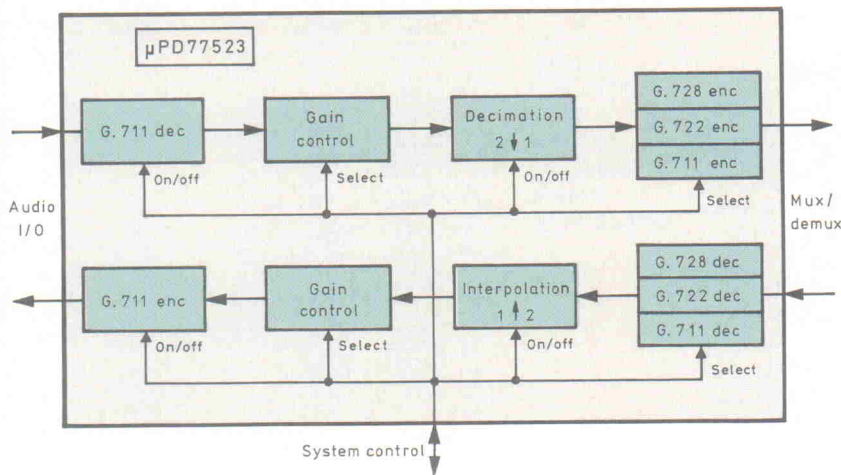 µPD77523
G.711 dec
Gain
control
Decimation
2 ↓ 1
G.728 enc
G.722 enc
G.711 enc
On/off
Select
On/off
Select
Audio
I/O
Mux/
demux
G.711 enc
Gain
control
Interpolation
1 ↑ 2
G.728 dec
G.722 dec
G.711 dec
On/off
Select
On/off
Select
System control